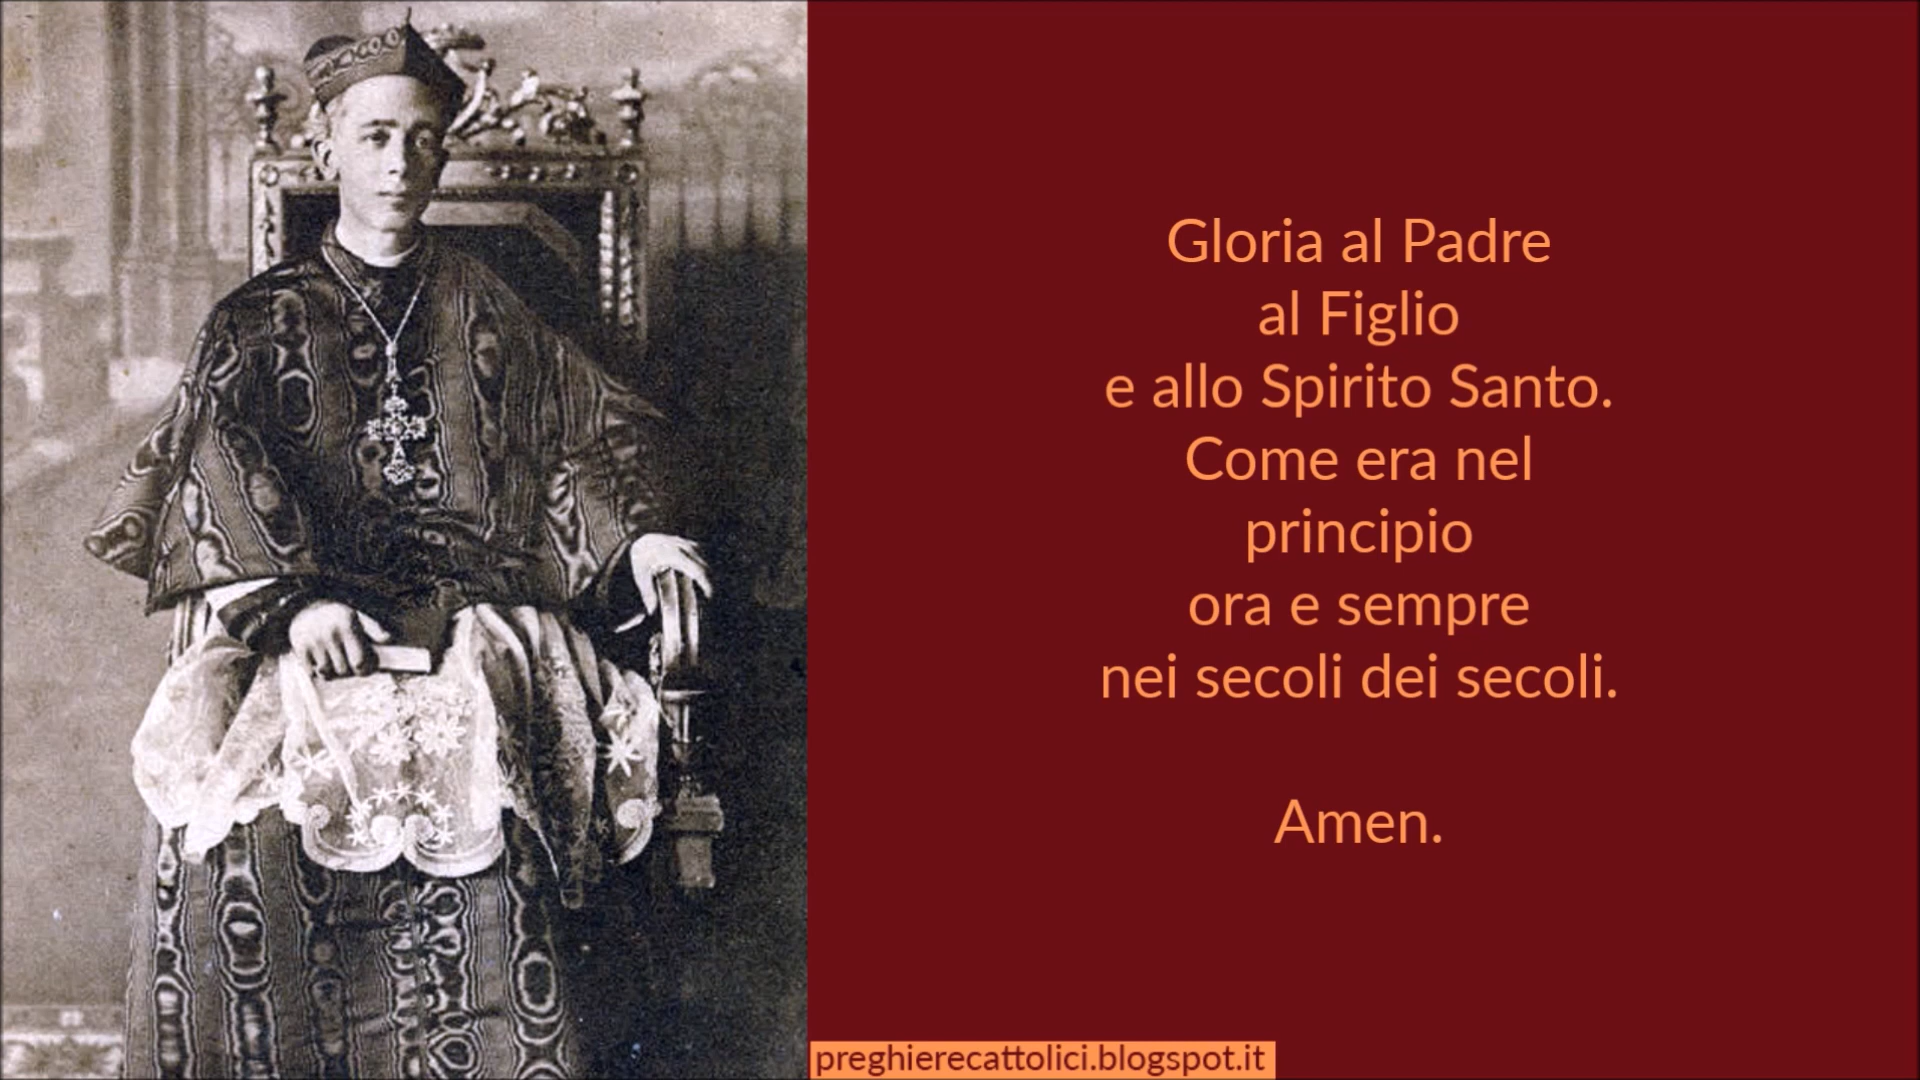 Gloria al Padre
al Figlio
e allo Spirito Santo.
Come era nel
principio
ora e sempre
nei secoli dei secoli.
Amen.
preghierecattolici.blogspot.it